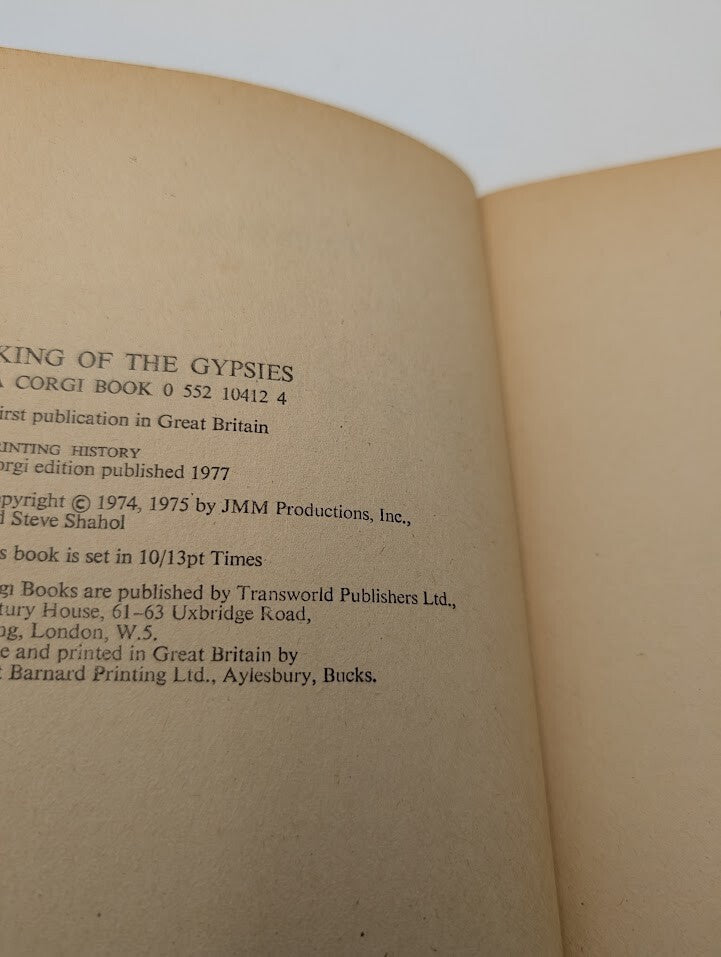 KING OF THE GYPSIES
A CORGI BOOK 0 552 10412 4
irst publication in Great Britain
INTING HISTORY
orgi edition published 1977
pyright © 1974, 1975 by JMM Productions, Inc.,
d Steve Shahol
s book is set in 10/13pt Times
gi Books are published by Transworld Publishers Ltd.,
tury House, 61–63 Uxbridge Road,
ng, London, W.5.
e and printed in Great Britain by
t Barnard Printing Ltd., Aylesbury, Bucks.